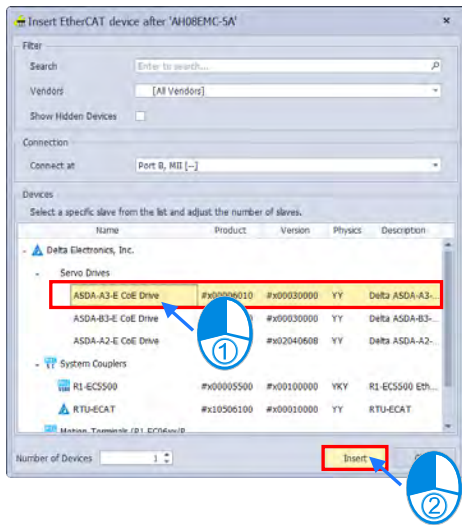 Insert EtherCAT device after 'AH08EMC-5A'
Filter
Search Enter to search...
Vendors [All Vendors]
Show Hidden Devices
Connection
Connect at Port B, MII [--]
Devices
Select a specific slave from the list and adjust the number of slaves.
Name Product Version Physics Description
Delta Electronics, Inc.
Servo Drives
ASDA-A3-E CoE Drive #x00006010 #x00030000 YY Delta ASDA-A3-
ASDA-B3-E CoE Drive #x00030000 YY Delta ASDA-B3-
ASDA-A2-E CoE Drive #x02040608 YY Delta ASDA-A2-
System Couplers
R1-EC5500 #x00005500 #x00100000 YKY R1-EC5500 Eth...
RTU-ECAT #x10506100 #x00010000 YY RTU-ECAT
Number of Devices 1 Insert
1
2